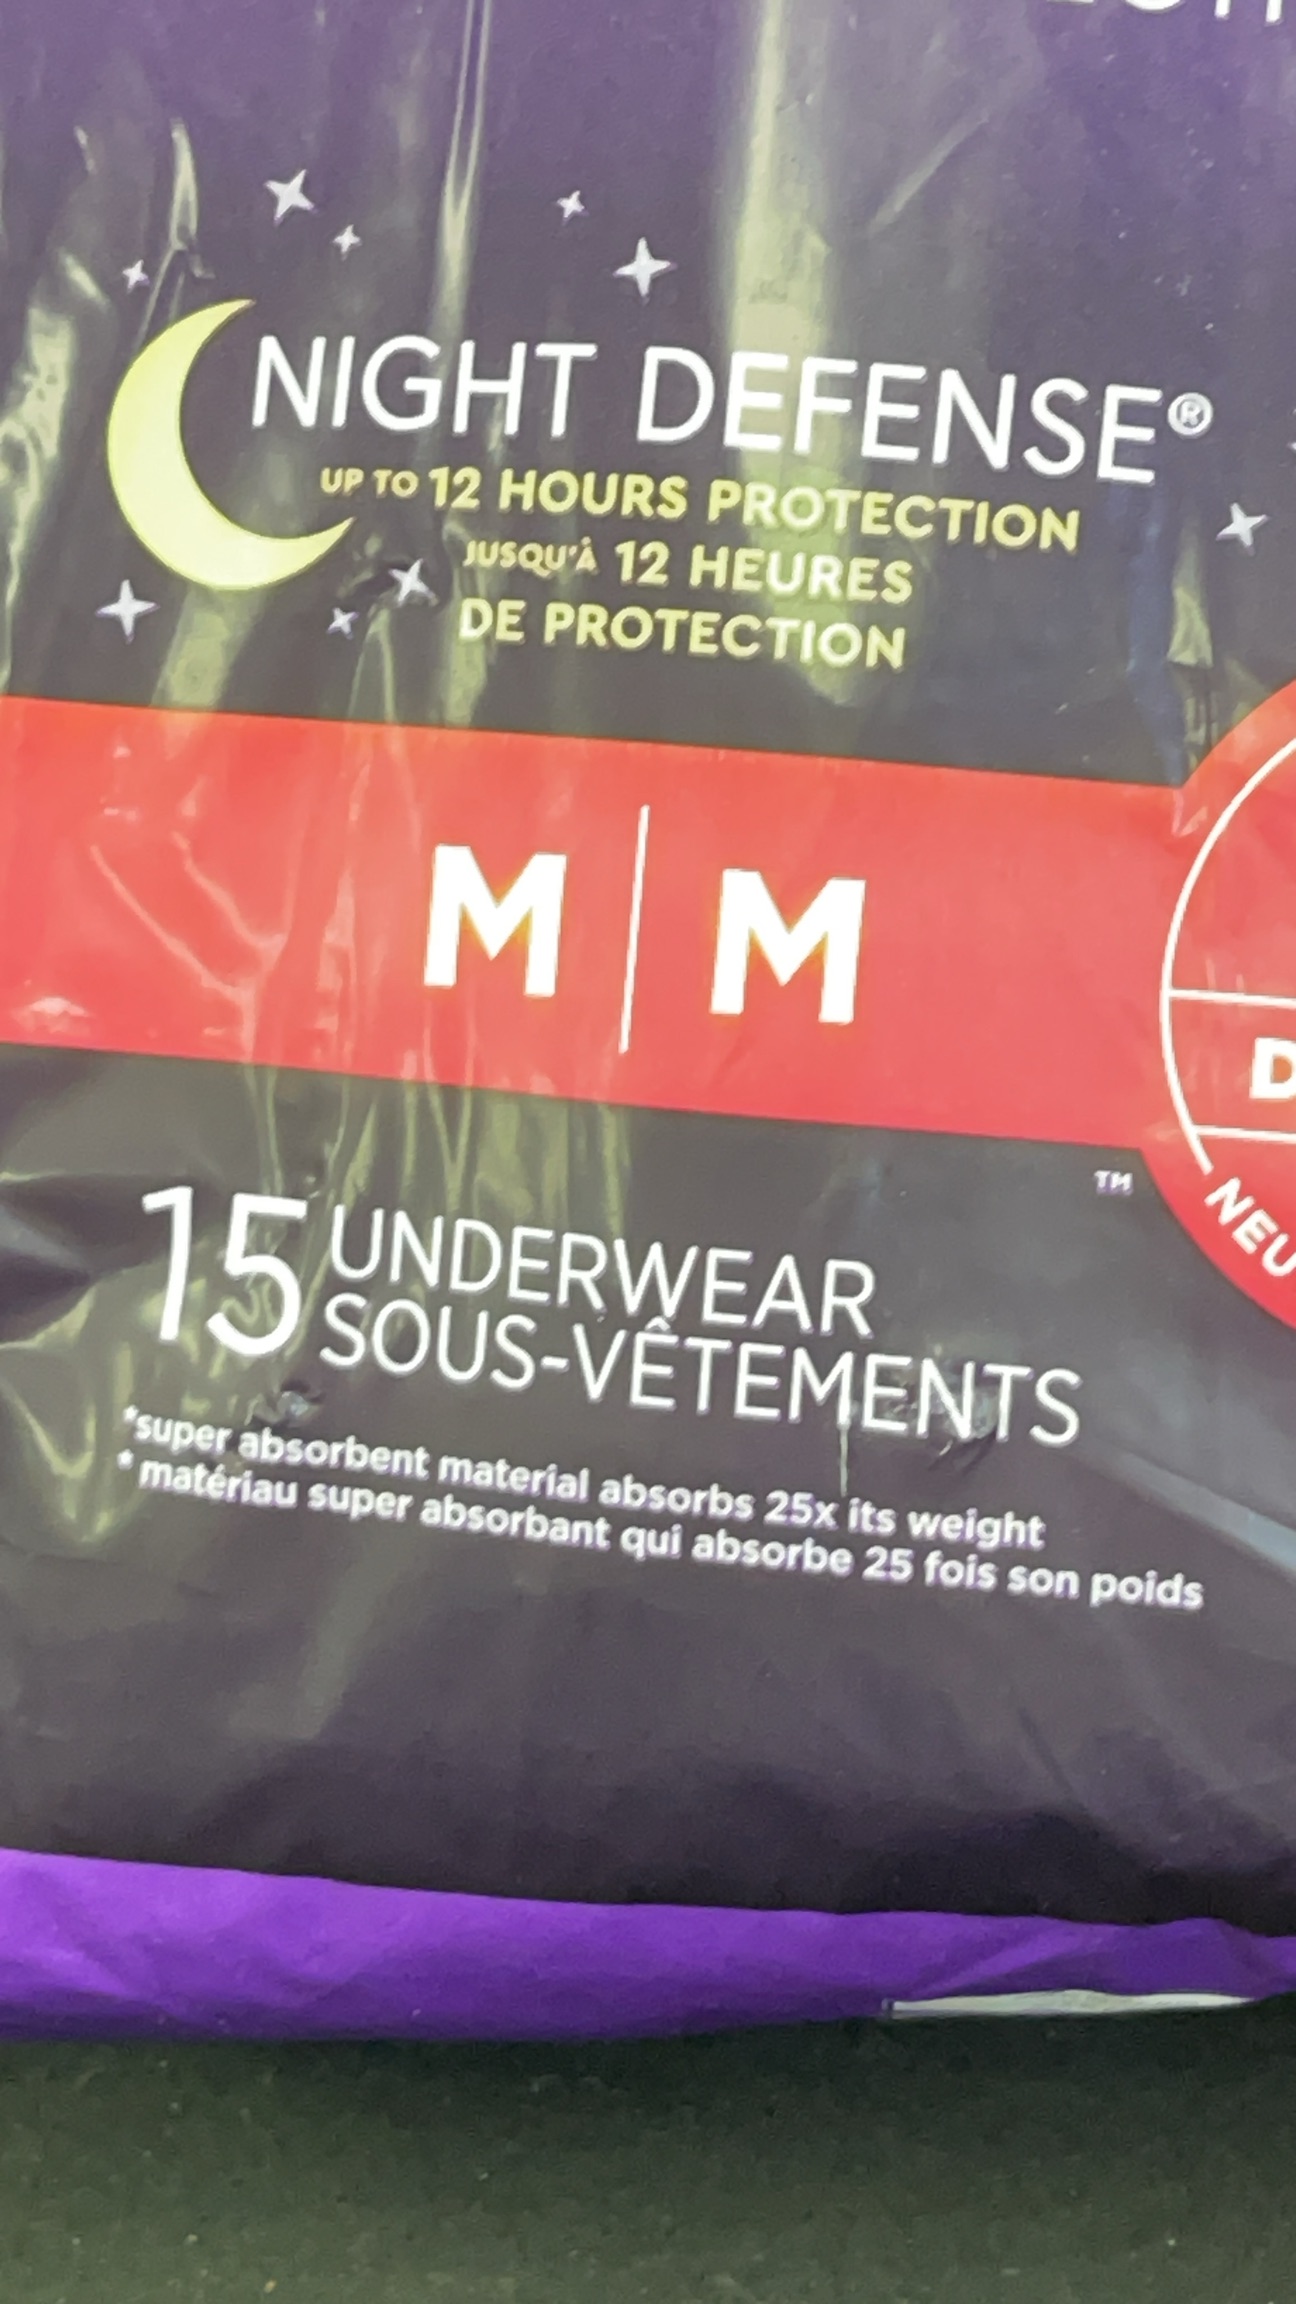 NIGHT DEFENSE®
UP TO 12 HOURS PROTECTION
JUSQU'À 12 HEURES
DE PROTECTION
M | M
D
NEU
TM
15 UNDERWEAR
SOUS-VÊTEMENTS
*super absorbent material absorbs 25x its weight
* matériau super absorbant qui absorbe 25 fois son poids